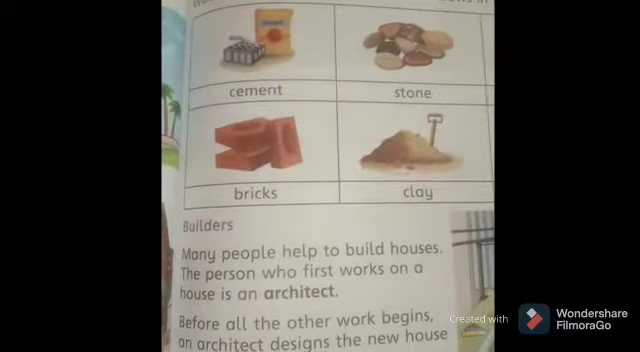 cement
stone
bricks
clay
Builders
Many people help to build houses.
The person who first works on a
house is an architect.
Before all the other work begins,
an architect designs the new house
Created with
Wondershare
FilmoraGo